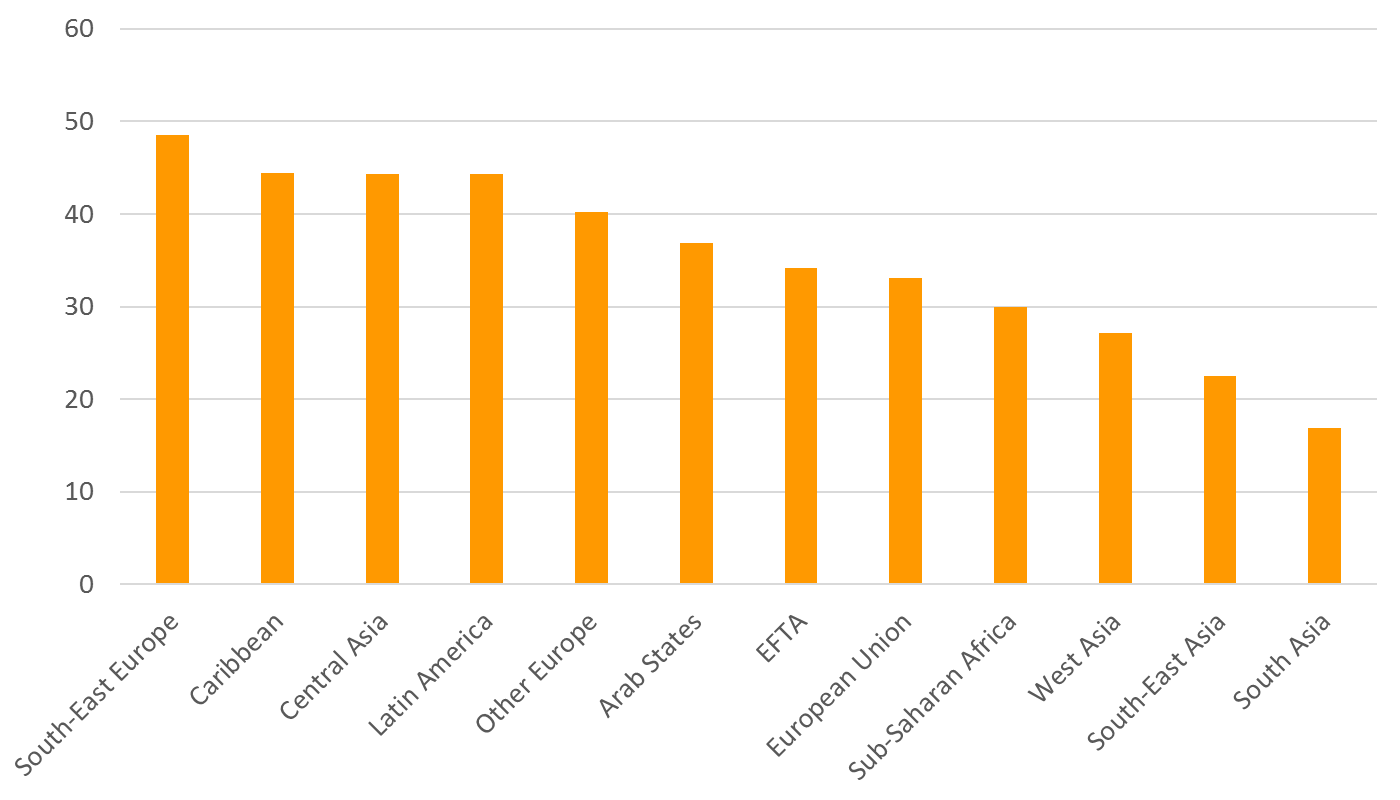 60
50
40
30
20
10
0
South-East Europe
Caribbean
Central Asia
Latin America
Other Europe
Arab States
EFTA
European Union
Sub-Saharan Africa
West Asia
South-East Asia
South Asia